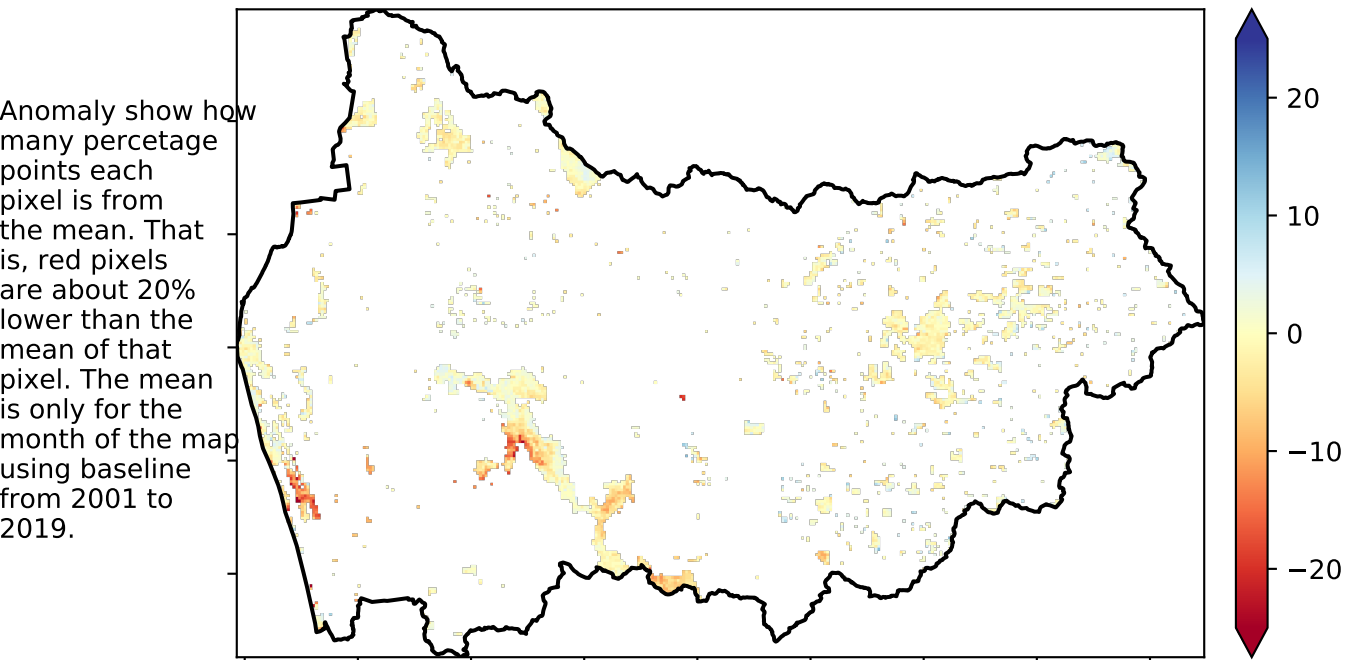 Anomaly show how
many percetage
points each
pixel is from
the mean. That
is, red pixels
are about 20%
lower than the
mean of that
pixel. The mean
is only for the
month of the map
using baseline
from 2001 to
2019.
20
10
0
−10
−20